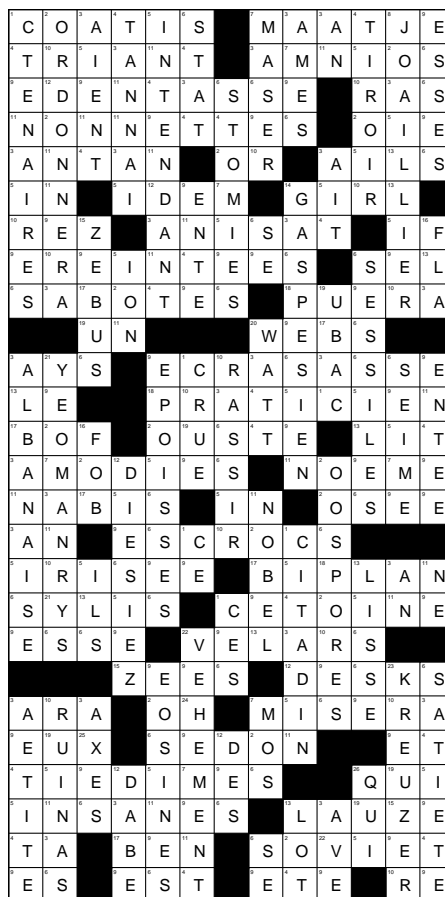 COATIS MAATJE
TRIANT AMNIOS
EDENTASSE RAS
NONNETTES OIE
ANTAN OR AILS
IN IDEM GIRL
REZ ANISAT IF
EREINTEES SEL
SABOTES PUERA
UN WEBS
AYS ECRASASSE
LE PRATICIEN
BOF OUSTE LIT
AMODIES NOEME
NABIS IN OSEE
AN ESCROCS
IRISEE BIPLAN
SYLIS CETOINE
ESSE VELARS
ZEES DESKS
ARA OH MISERA
EUX SEDON ET
TIEDIMES QUI
INSANES LAUZE
TA BEN SOVIET
ES EST ETE RE